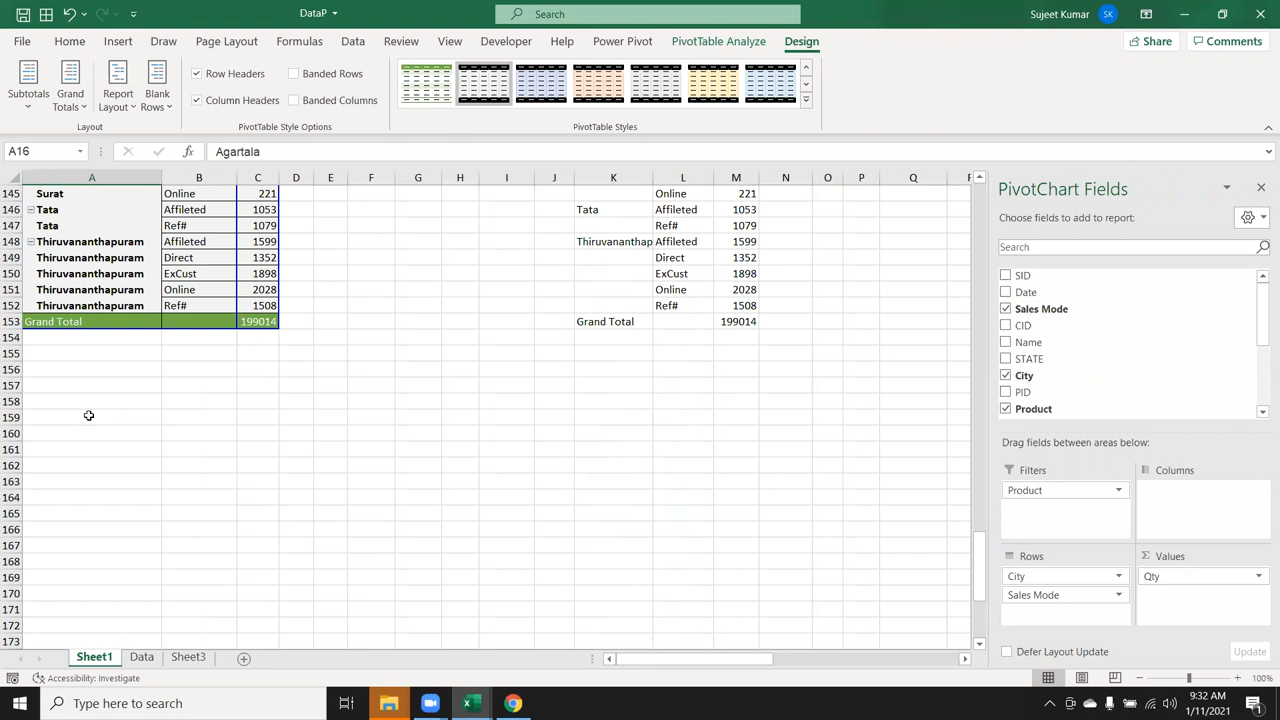 DataP
Search
Sujeet Kumar
SK
File Home Insert Draw Page Layout Formulas Data Review View Developer Help Power Pivot PivotTable Analyze Design
Share
Comments
Subtotals
Grand Totals
Report Layout
Blank Rows
Layout
Row Headers
Banded Rows
Column Headers
Banded Columns
PivotTable Style Options
PivotTable Styles
A16
fx
Agartala
A B C D E F G H I J K L M N O P Q
145 Surat Online 221 Online 221
146 Tata Affileted 1053 Tata Affileted 1053
147 Tata Ref# 1079 Ref# 1079
148 Thiruvananthapuram Affileted 1599 Thiruvananthap Affileted 1599
149 Thiruvananthapuram Direct 1352 Direct 1352
150 Thiruvananthapuram ExCust 1898 ExCust 1898
151 Thiruvananthapuram Online 2028 Online 2028
152 Thiruvananthapuram Ref# 1508 Ref# 1508
153 Grand Total 199014 Grand Total 199014
154
155
156
157
158
159
160
161
162
163
164
165
166
167
168
169
170
171
172
173
PivotChart Fields
Choose fields to add to report:
Search
SID
Date
Sales Mode
CID
Name
STATE
City
PID
Product
Drag fields between areas below:
Filters
Columns
Product
Rows
Σ Values
City
Qty
Sales Mode
Defer Layout Update
Update
Sheet1 Data Sheet3
Accessibility: Investigate
100%
Type here to search
9:32 AM
1/11/2021